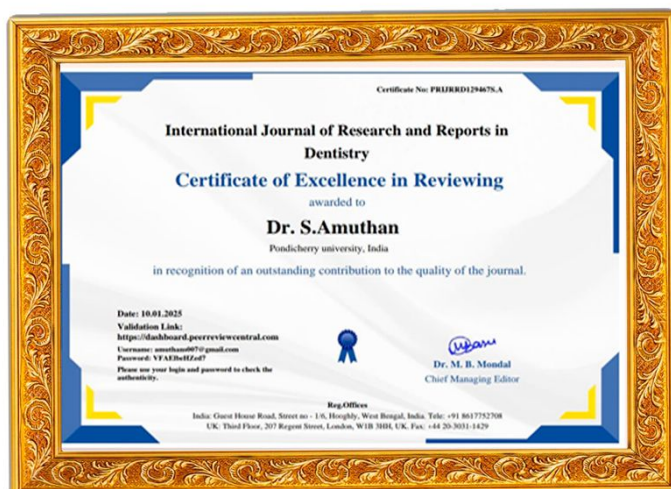 Certificate No: PRIJRRD129467S.A
International Journal of Research and Reports in
Dentistry
Certificate of Excellence in Reviewing
awarded to
Dr. S.Amuthan
Pondicherry university, India
in recognition of an outstanding contribution to the quality of the journal.
Date: 10.01.2025
Validation Link:
https://dashboard.peerreviewcentral.com
Username: amuthans007@gmail.com
Password: VFAEBuHZzd7
Please use your login and password to check the
authenticity.
Dr. M. B. Mondal
Chief Managing Editor
Reg.Offices
India: Guest House Road, Street no - 1/6, Hooghly, West Bengal, India. Tele: +91 8617752708
UK: Third Floor, 207 Regent Street, London, W1B 3HH, UK. Fax: +44 20-3031-1429